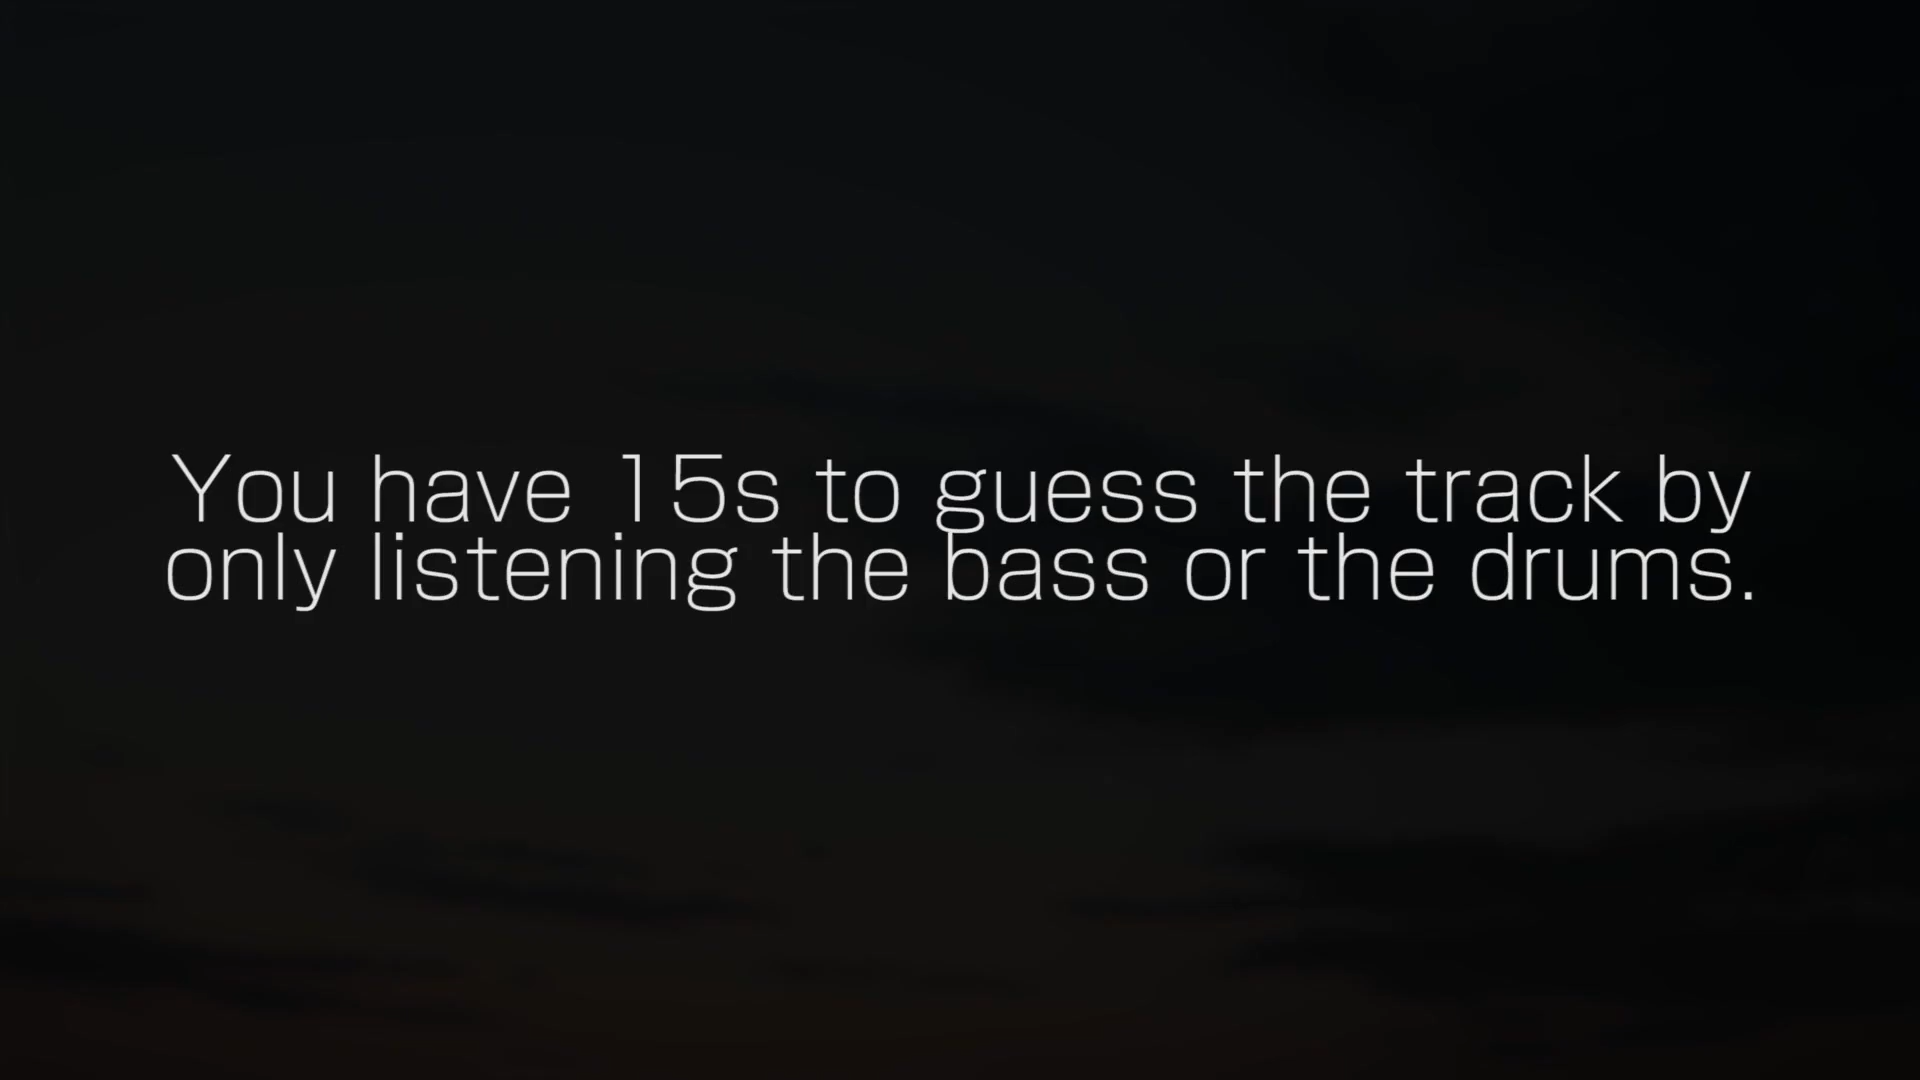 You have 15s to guess the track by
only listening the bass or the drums.